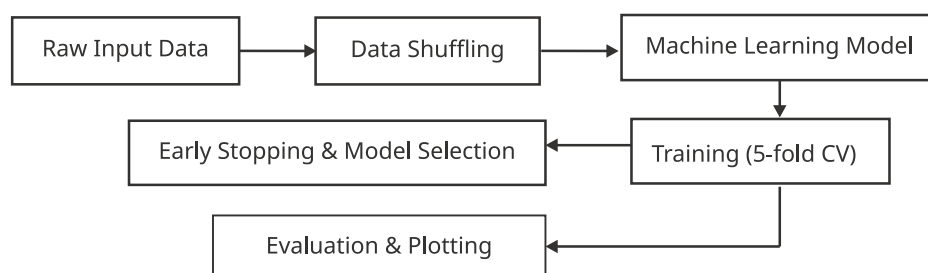 Raw Input Data
Data Shuffling
Machine Learning Model
Training (5-fold CV)
Early Stopping & Model Selection
Evaluation & Plotting